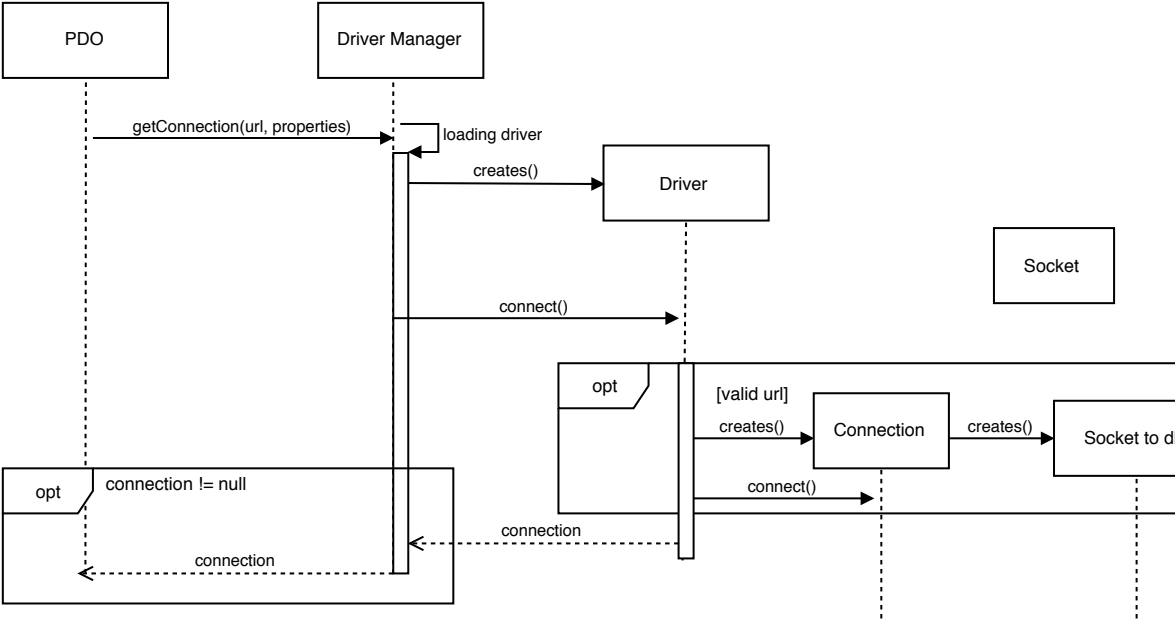 PDO
Driver Manager
getConnection(url, properties)
loading driver
creates()
Driver
Socket
connect()
opt
[valid url]
creates()
Connection
creates()
Socket to d
connect()
opt
connection != null
connection
connection